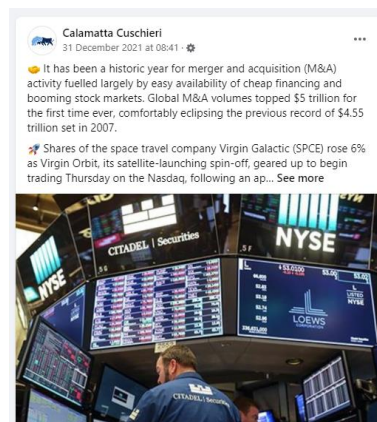 Calamatta Cuschieri
31 December 2021 at 08:41 ·
🤝 It has been a historic year for merger and acquisition (M&A)
activity fuelled largely by easy availability of cheap financing and
booming stock markets. Global M&A volumes topped $5 trillion for
the first time ever, comfortably eclipsing the previous record of $4.55
trillion set in 2007.
🚀 Shares of the space travel company Virgin Galactic (SPCE) rose 6%
as Virgin Orbit, its satellite-launching spin-off, geared up to begin
trading Thursday on the Nasdaq, following an ap... See more
CITADEL | Securities
NYSE
NYSE
53.0100
LISTED
NYSE
LOEWS
CORPORATION
CITADEL | Securities